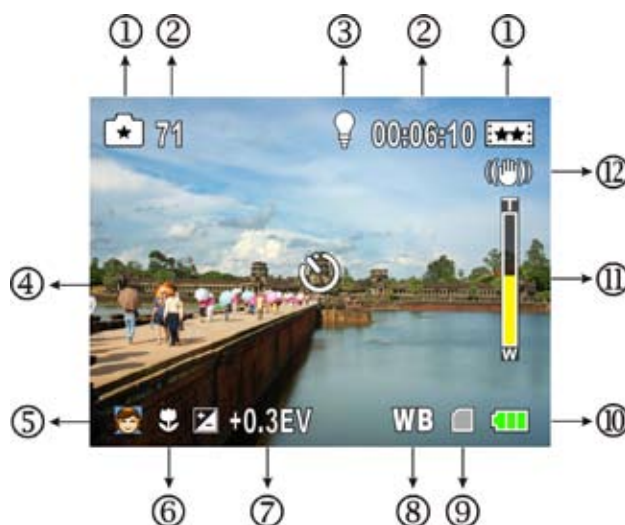 ① ② ③ ② ①
71 00:06:10
⑫
T
④ ⑪
W
⑤ +0.3EV WB ⑩
⑥ ⑦ ⑧ ⑨